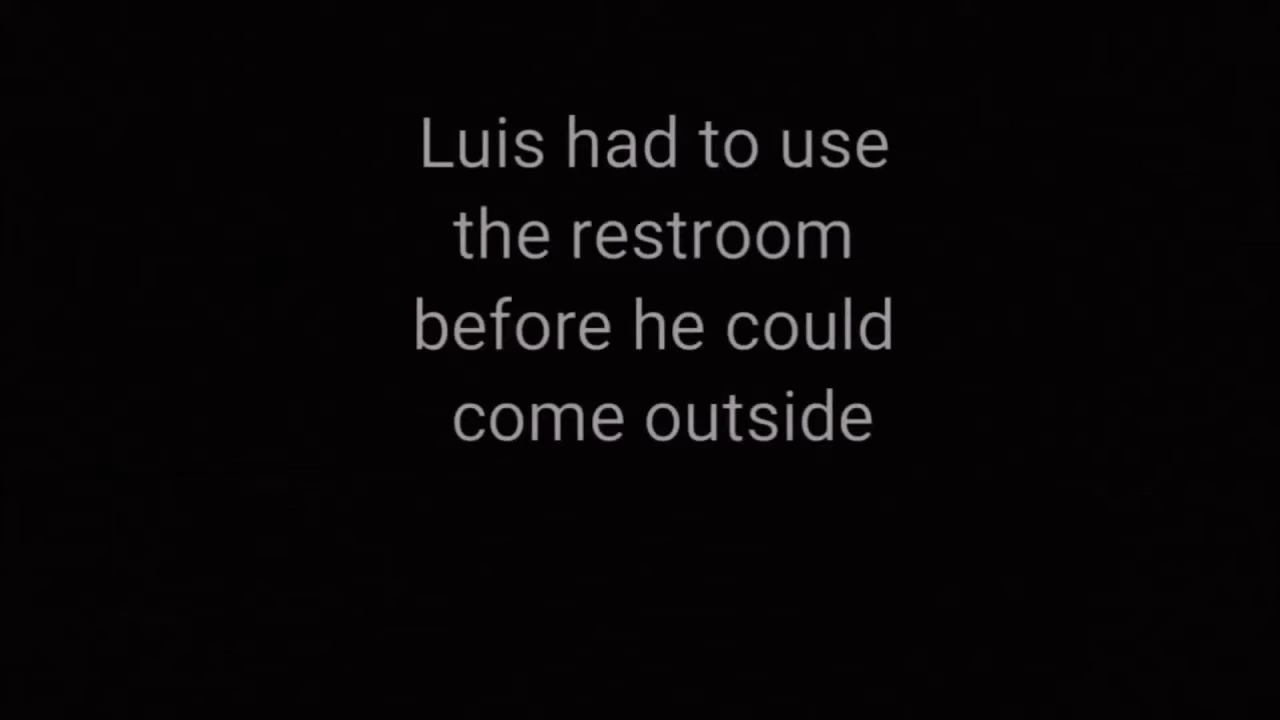 Luis had to use
the restroom
before he could
come outside